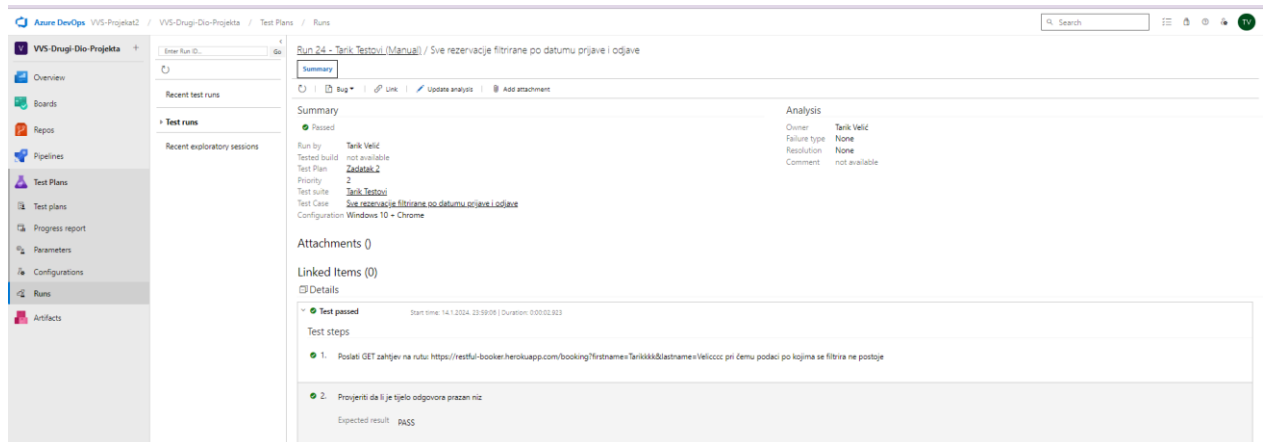 Azure DevOps VVS-Projekat2 / VVS-Drugi-Dio-Projekta / Test Plans / Runs
Search
TV
V VVS-Drugi-Dio-Projekta +
Overview
Boards
Repos
Pipelines
Test Plans
Test plans
Progress report
Parameters
Configurations
Runs
Artifacts
Enter Run ID... Go
Recent test runs
Test runs
Recent exploratory sessions
Run 24 - Tarik Testovi (Manual) / Sve rezervacije filtrirane po datumu prijave i odjave
Summary
Bug Link Update analysis Add attachment
Summary
Passed
Run by Tarik Velić
Tested build not available
Test Plan Zadatak 2
Priority 2
Test suite Tarik Testovi
Test Case Sve rezervacije filtrirane po datumu prijave i odjave
Configuration Windows 10 + Chrome
Analysis
Owner Tarik Velić
Failure type None
Resolution None
Comment not available
Attachments ()
Linked Items (0)
Details
Test passed Start time: 14.1.2024. 23:59:06 | Duration: 0:00:02.923
Test steps
1. Poslati GET zahtjev na rutu: https://restful-booker.herokuapp.com/booking?firstname=Tarikkkk&lastname=Velicccc pri čemu podaci po kojima se filtrira ne postoje
2. Provjeriti da li je tijelo odgovora prazan niz
Expected result PASS